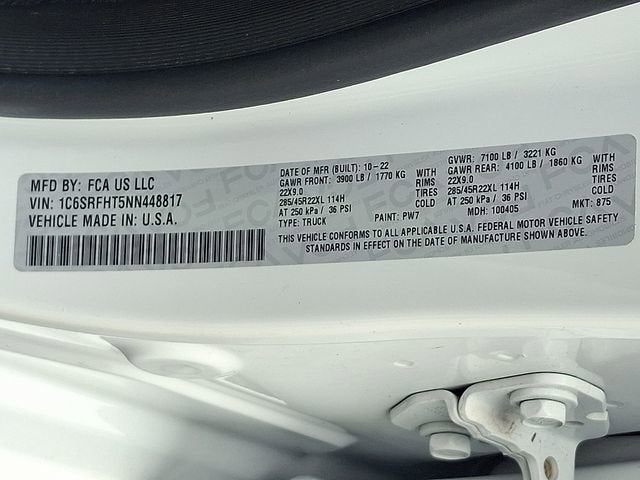 MFD BY: FCA US LLC
VIN: 1C6SRFHT5NN448817
VEHICLE MADE IN U.S.A.
DATE OF MFR (BUILT): 10-22
GAWR FRONT: 3900 LB / 1770 KG WITH
22X9.0 RIMS
285/45R22XL 114H TIRES
AT 250 kPa / 36 PSI COLD
TYPE: TRUCK PAINT: PW7
GVWR: 7100 LB / 3221 KG
GAWR REAR: 4100 LB / 1860 KG WITH
22X9.0 RIMS
285/45R22XL 114H TIRES
AT 250 kPa / 36 PSI COLD
MDH: 100405 MKT: 875
THIS VEHICLE CONFORMS TO ALL APPLICABLE U.S.A. FEDERAL MOTOR VEHICLE SAFETY
STANDARDS IN EFFECT ON THE DATE OF MANUFACTURE SHOWN ABOVE.